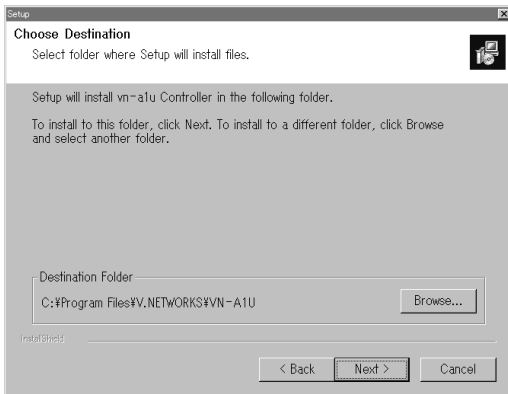 Setup
Choose Destination
Select folder where Setup will install files.
Setup will install vn-a1u Controller in the following folder.
To install to this folder, click Next. To install to a different folder, click Browse
and select another folder.
Destination Folder
C:¥Program Files¥V.NETWORKS¥VN-A1U
Browse...
InstallShield
< Back
Next >
Cancel